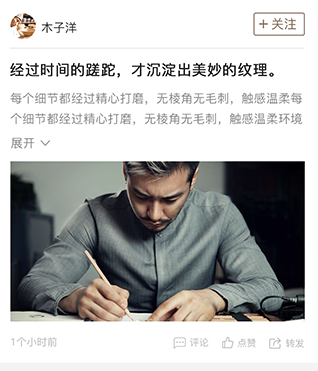 木子洋
+关注
经过时间的蹉跎，才沉淀出美妙的纹理。
每个细节都经过精心打磨，无棱角无毛刺，触感温柔每
个细节都经过精心打磨，无棱角无毛刺，触感温柔环境
展开
1个小时前 评论 点赞 转发